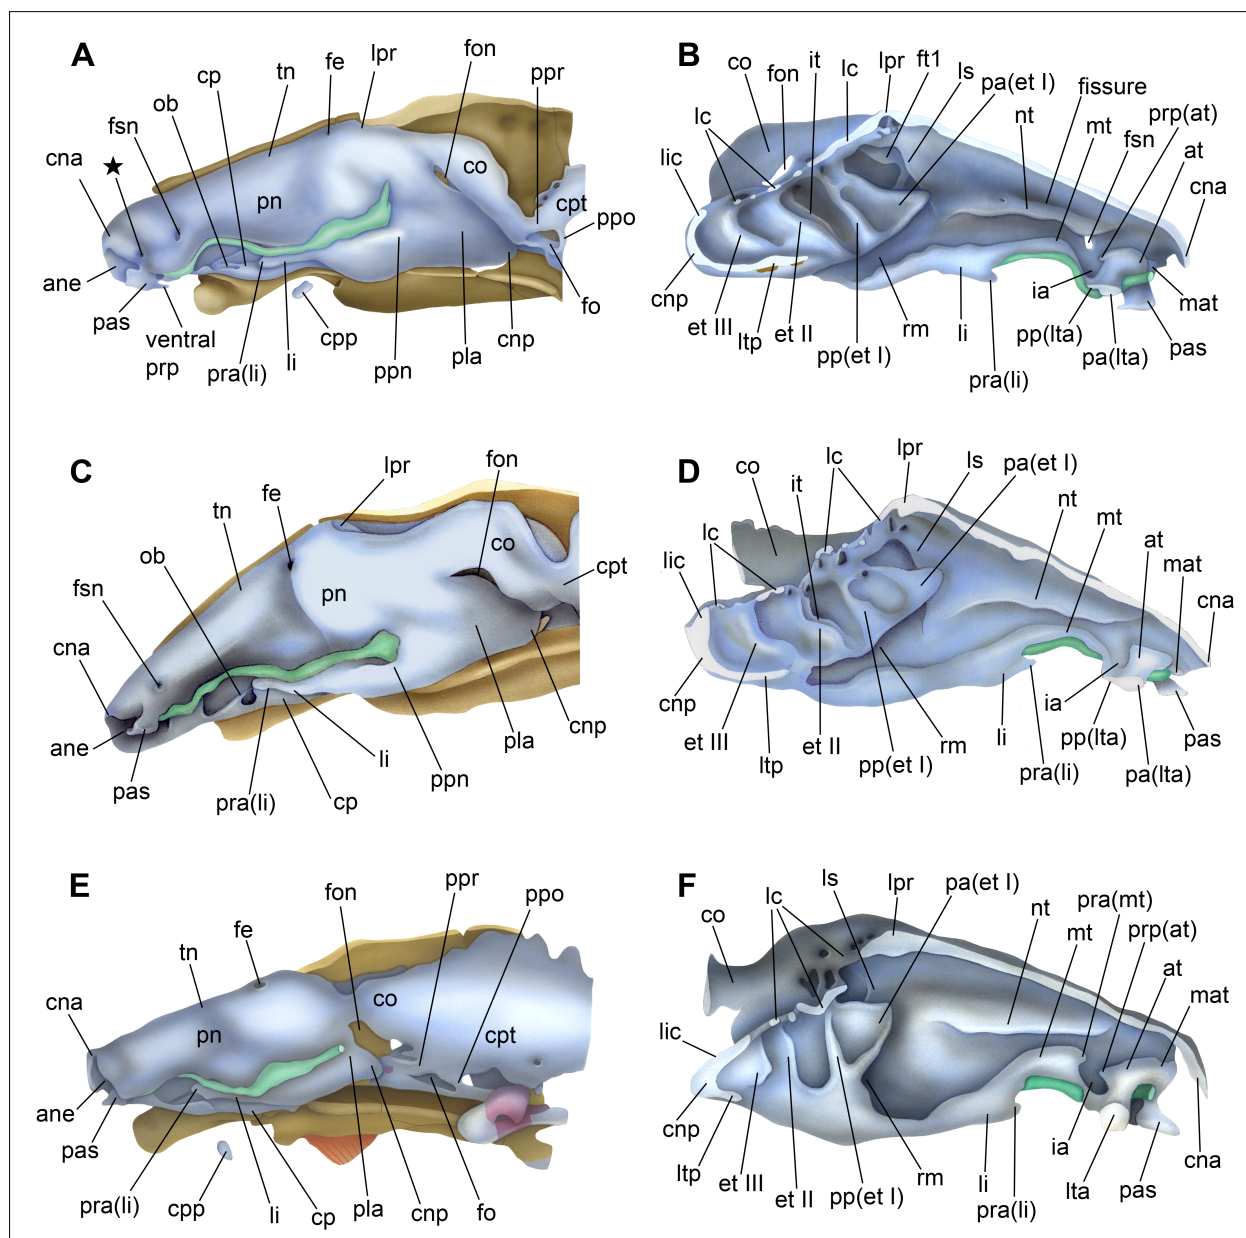 A
cna
★
fsn
ob
cp
tn
fe
lpr
fon
ppr
pn
co
cpt
ppo
ane
pas
ventral
prp
pra(li)
li
cpp
ppn
pla
cnp
fo
B
co
fon
it
lc
lpr
ft1
ls
pa(et I)
fissure
nt
mt
fsn
prp(at)
at
cna
lc
lic
cnp
et III
ltp
et II
pp(et I)
rm
li
pra(li)
ia
pp(lta)
pa(lta)
mat
pas
C
cna
fsn
ob
tn
fe
lpr
fon
co
cpt
pn
ane
pas
pra(li)
cp
li
ppn
pla
cnp
D
co
lc
it
lc
lpr
ls
pa(et I)
nt
mt
at
mat
cna
lic
cnp
et III
ltp
et II
pp(et I)
rm
li
pra(li)
ia
pp(lta)
pa(lta)
pas
E
cna
tn
fe
fon
ppr
ppo
pn
co
cpt
ane
pas
pra(li)
cpp
li
cp
pla
cnp
fo
F
co
lc
ls
lpr
pa(et I)
nt
mt
pra(mt)
prp(at)
at
mat
lic
cnp
ltp
et III
et II
pp(et I)
rm
li
pra(li)
ia
lta
pas
cna